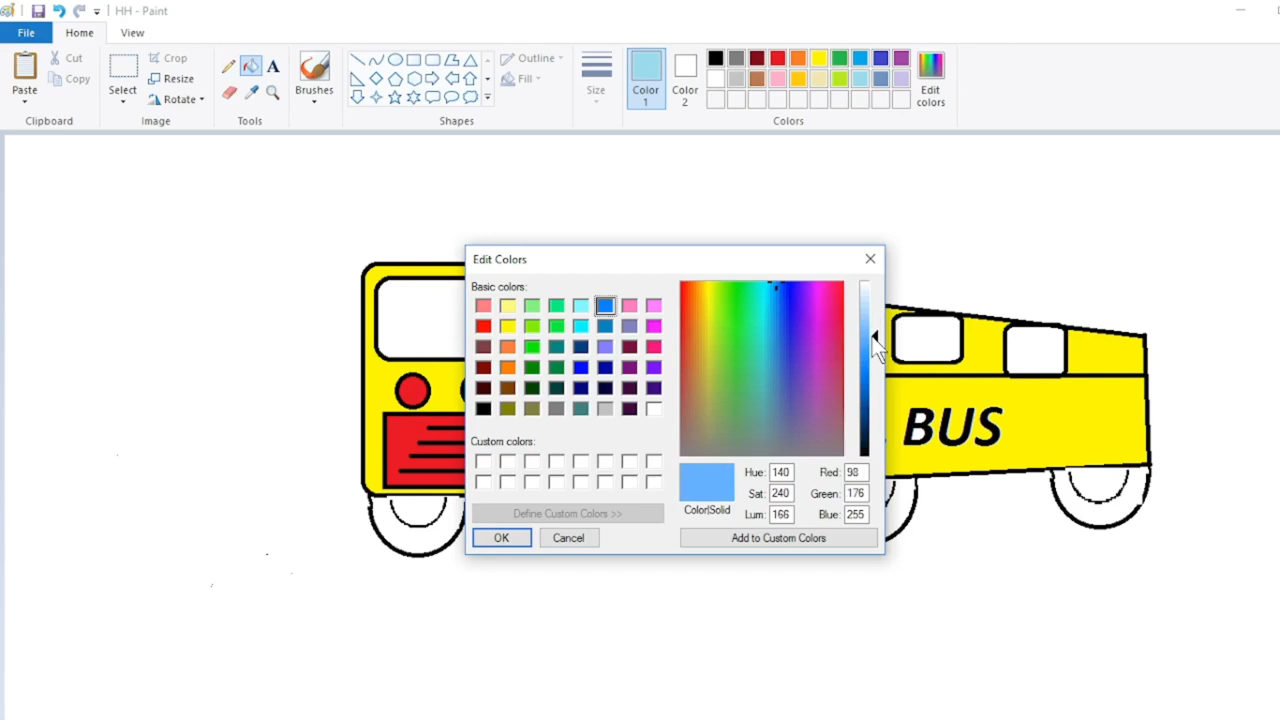 HH - Paint
File Home View
Paste
Cut
Copy
Clipboard
Select
Crop
Resize
Rotate
Image
A
Tools
Brushes
Outline
Fill
Shapes
Size
Color
1
Color
2
Edit
colors
Colors
Edit Colors
Basic colors:
Custom colors:
Define Custom Colors >>
OK Cancel
Hue: 140 Red: 98
Sat: 240 Green: 176
Color|Solid Lum: 166 Blue: 255
Add to Custom Colors
BUS